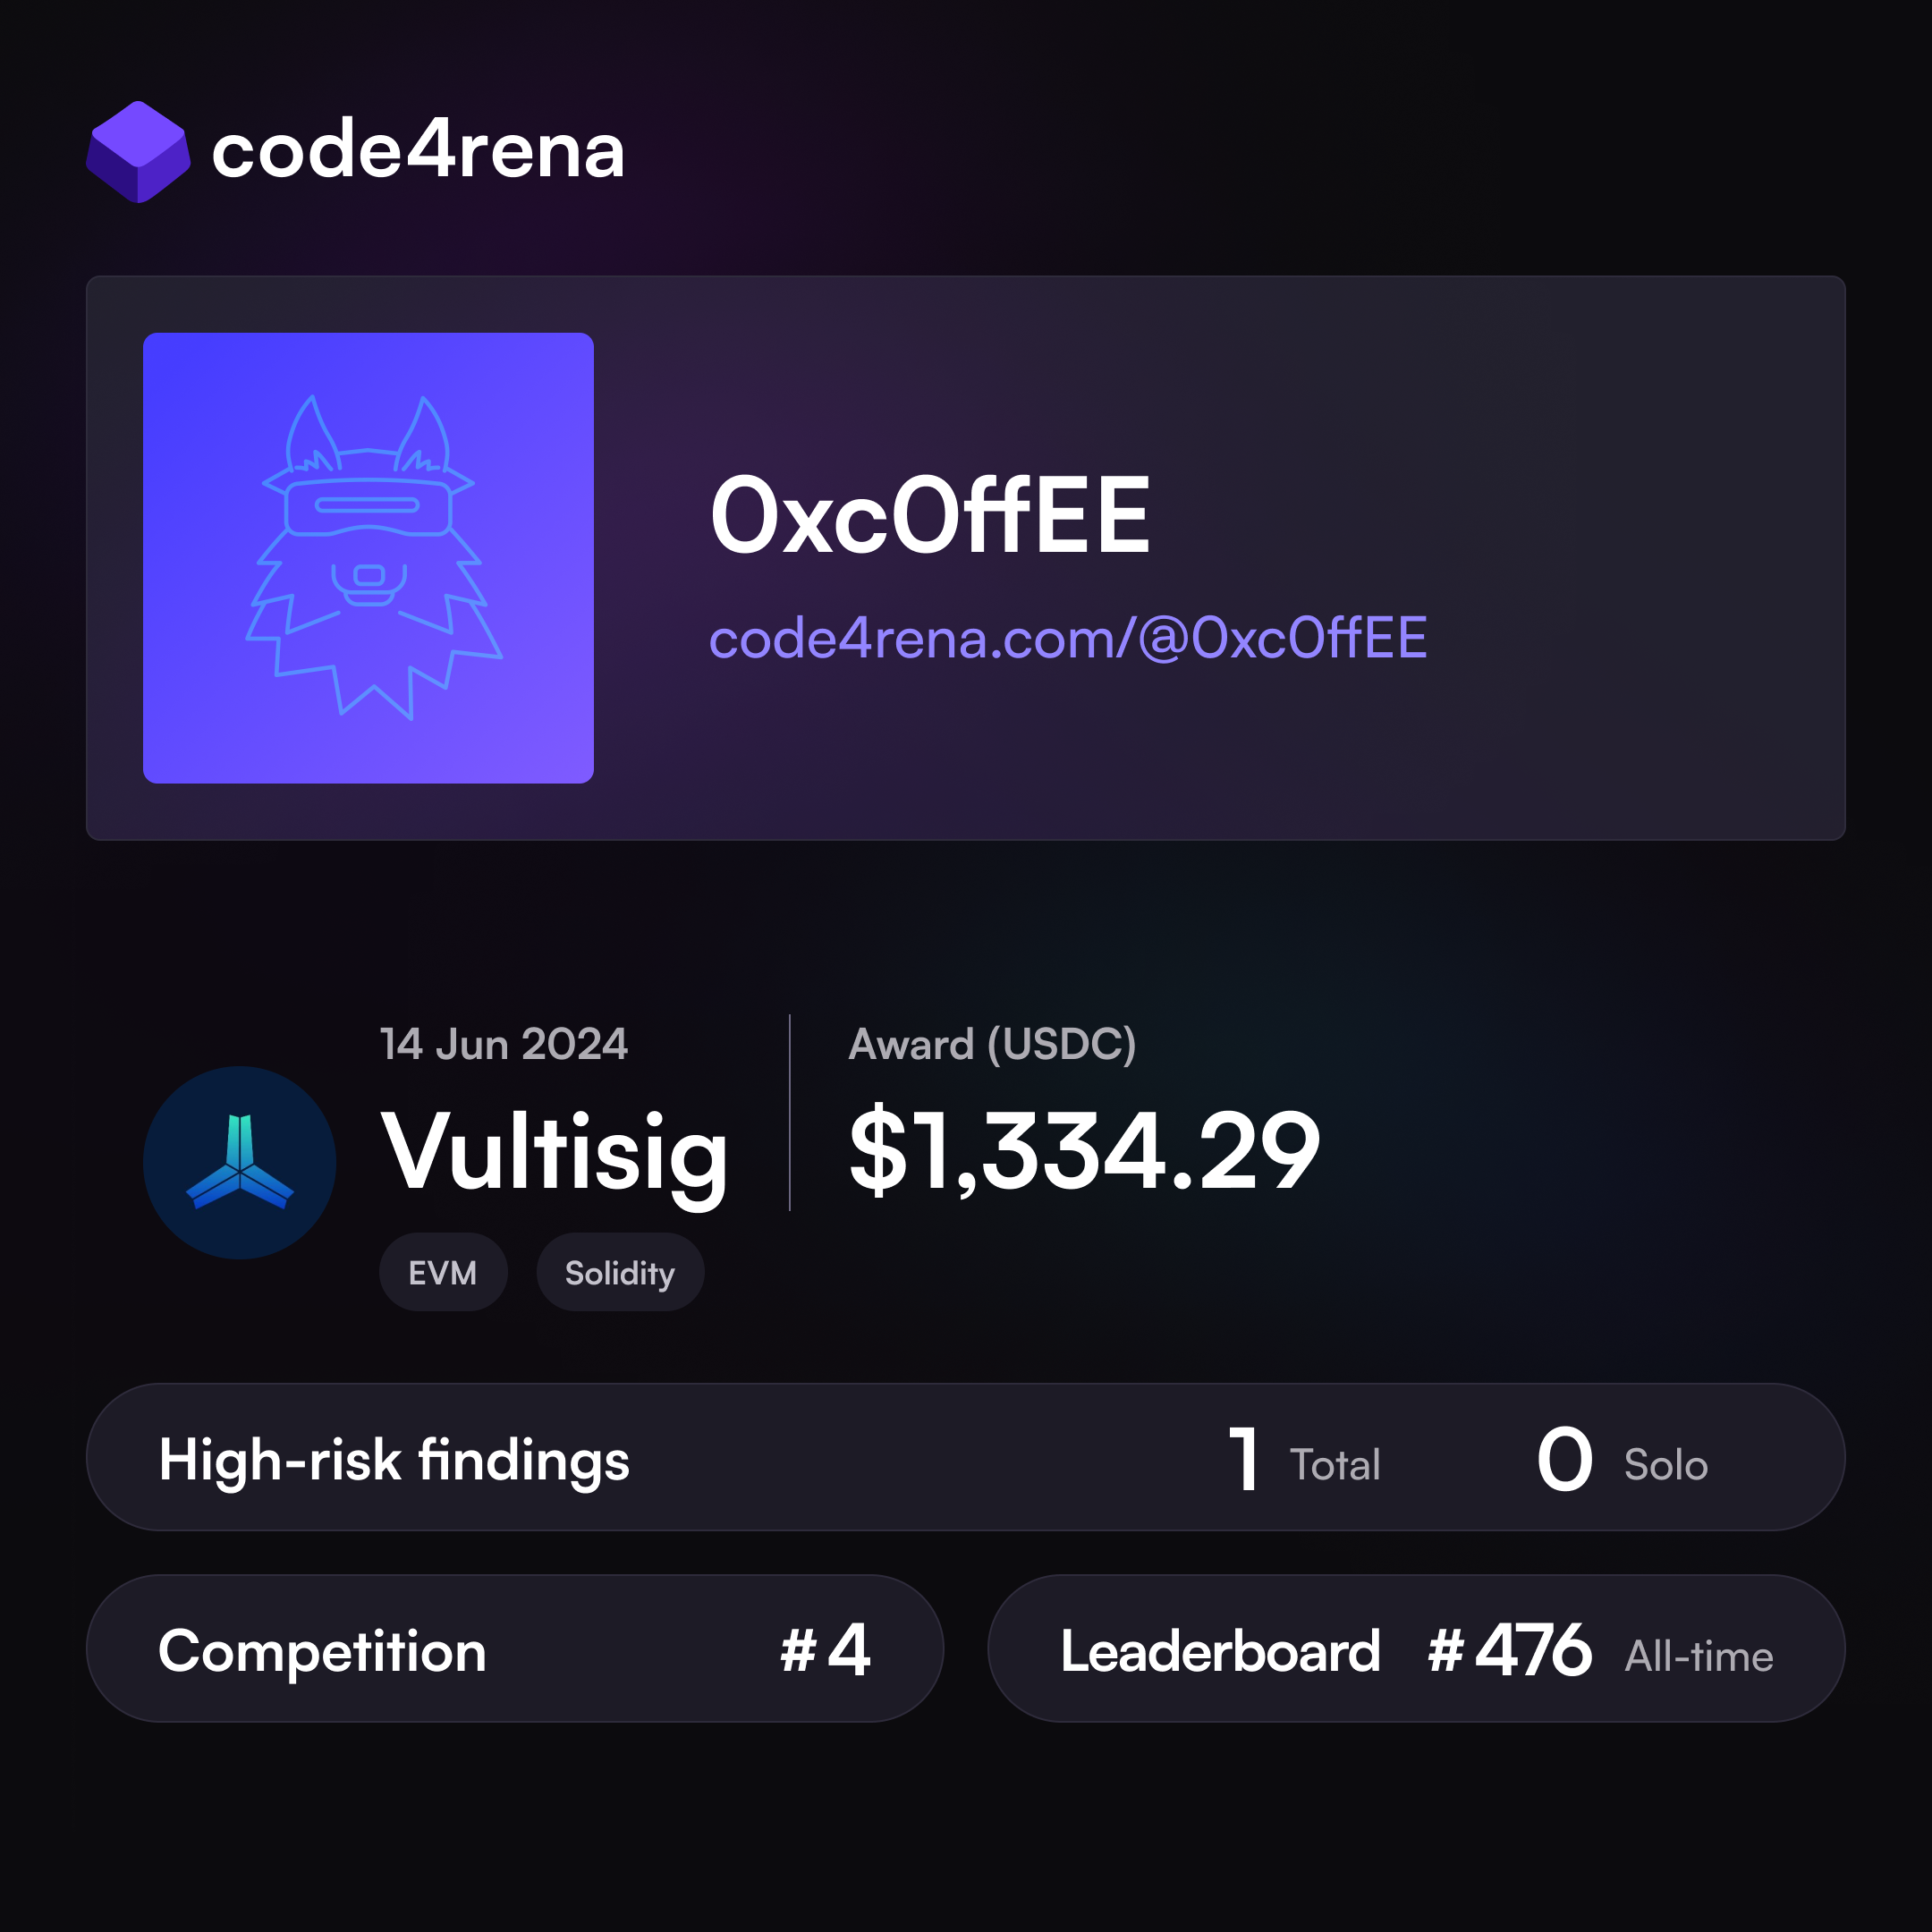 code4rena
0xc0ffEE
code4rena.com/@0xc0ffEE
14 Jun 2024
Vultisig
EVM Solidity
Award (USDC)
$1,334.29
High-risk findings 1 Total 0 Solo
Competition #4
Leaderboard #476 All-time